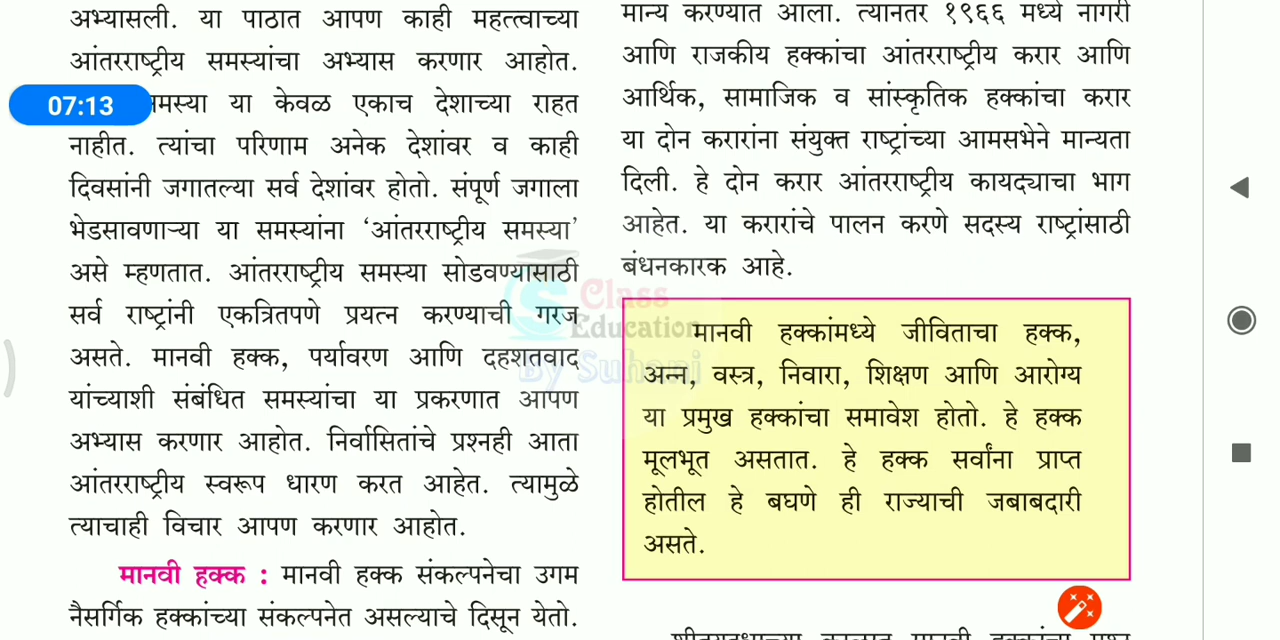 अभ्यासली. या पाठात आपण काही महत्त्वाच्या
आंतरराष्ट्रीय समस्यांचा अभ्यास करणार आहोत.
07:13
मस्या या केवळ एकाच देशाच्या राहत
नाहीत. त्यांचा परिणाम अनेक देशांवर व काही
दिवसांनी जगातल्या सर्व देशांवर होतो. संपूर्ण जगाला
भेडसावणाऱ्या या समस्यांना ‘आंतरराष्ट्रीय समस्या’
असे म्हणतात. आंतरराष्ट्रीय समस्या सोडवण्यासाठी
सर्व राष्ट्रांनी एकत्रितपणे प्रयत्न करण्याची गरज
असते. मानवी हक्क, पर्यावरण आणि दहशतवाद
यांच्याशी संबंधित समस्यांचा या प्रकरणात आपण
अभ्यास करणार आहोत. निर्वासितांचे प्रश्नही आता
आंतरराष्ट्रीय स्वरूप धारण करत आहेत. त्यामुळे
त्याचाही विचार आपण करणार आहोत.
मानवी हक्क : मानवी हक्क संकल्पनेचा उगम
नैसर्गिक हक्कांच्या संकल्पनेत असल्याचे दिसून येतो.
मान्य करण्यात आला. त्यानंतर १९६६ मध्ये नागरी
आणि राजकीय हक्कांचा आंतरराष्ट्रीय करार आणि
आर्थिक, सामाजिक व सांस्कृतिक हक्कांचा करार
या दोन करारांना संयुक्त राष्ट्रांच्या आमसभेने मान्यता
दिली. हे दोन करार आंतरराष्ट्रीय कायद्याचा भाग
आहेत. या करारांचे पालन करणे सदस्य राष्ट्रांसाठी
बंधनकारक आहे.
मानवी हक्कांमध्ये जीविताचा हक्क,
अन्न, वस्त्र, निवारा, शिक्षण आणि आरोग्य
या प्रमुख हक्कांचा समावेश होतो. हे हक्क
मूलभूत असतात. हे हक्क सर्वांना प्राप्त
होतील हे बघणे ही राज्याची जबाबदारी
असते.
Class
Education
By Suhani